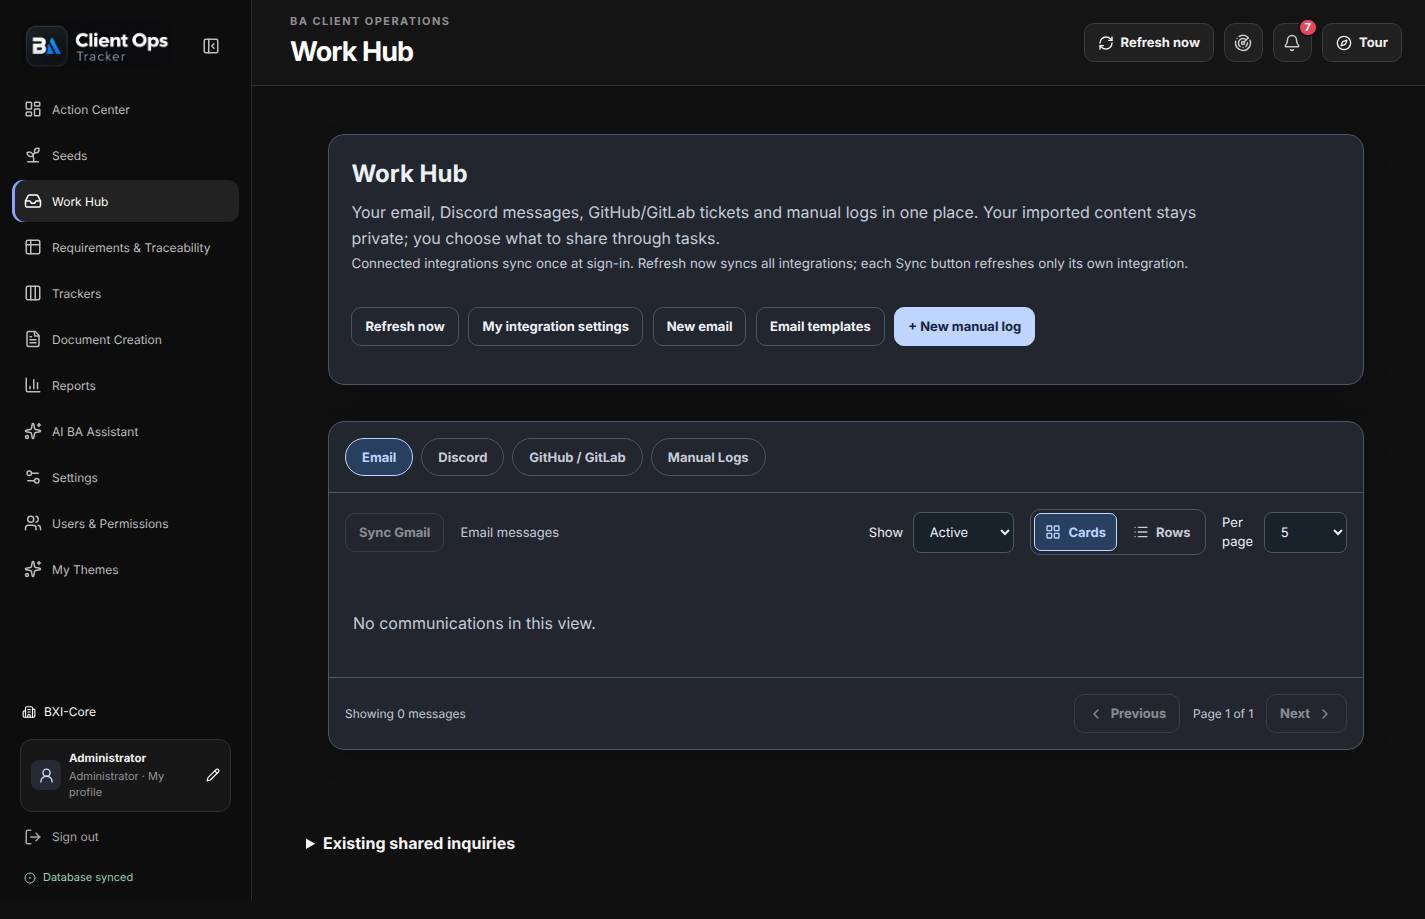 BA
Client Ops
Tracker
Action Center
Seeds
Work Hub
Requirements & Traceability
Trackers
Document Creation
Reports
AI BA Assistant
Settings
Users & Permissions
My Themes
BXI-Core
Administrator
Administrator · My
profile
Sign out
Database synced
BA CLIENT OPERATIONS
Work Hub
Refresh now
7
Tour
Work Hub
Your email, Discord messages, GitHub/GitLab tickets and manual logs in one place. Your imported content stays
private; you choose what to share through tasks.
Connected integrations sync once at sign-in. Refresh now syncs all integrations; each Sync button refreshes only its own integration.
Refresh now
My integration settings
New email
Email templates
+ New manual log
Email
Discord
GitHub / GitLab
Manual Logs
Sync Gmail
Email messages
Show
Active
Cards
Rows
Per
page
5
No communications in this view.
Showing 0 messages
Previous
Page 1 of 1
Next
Existing shared inquiries